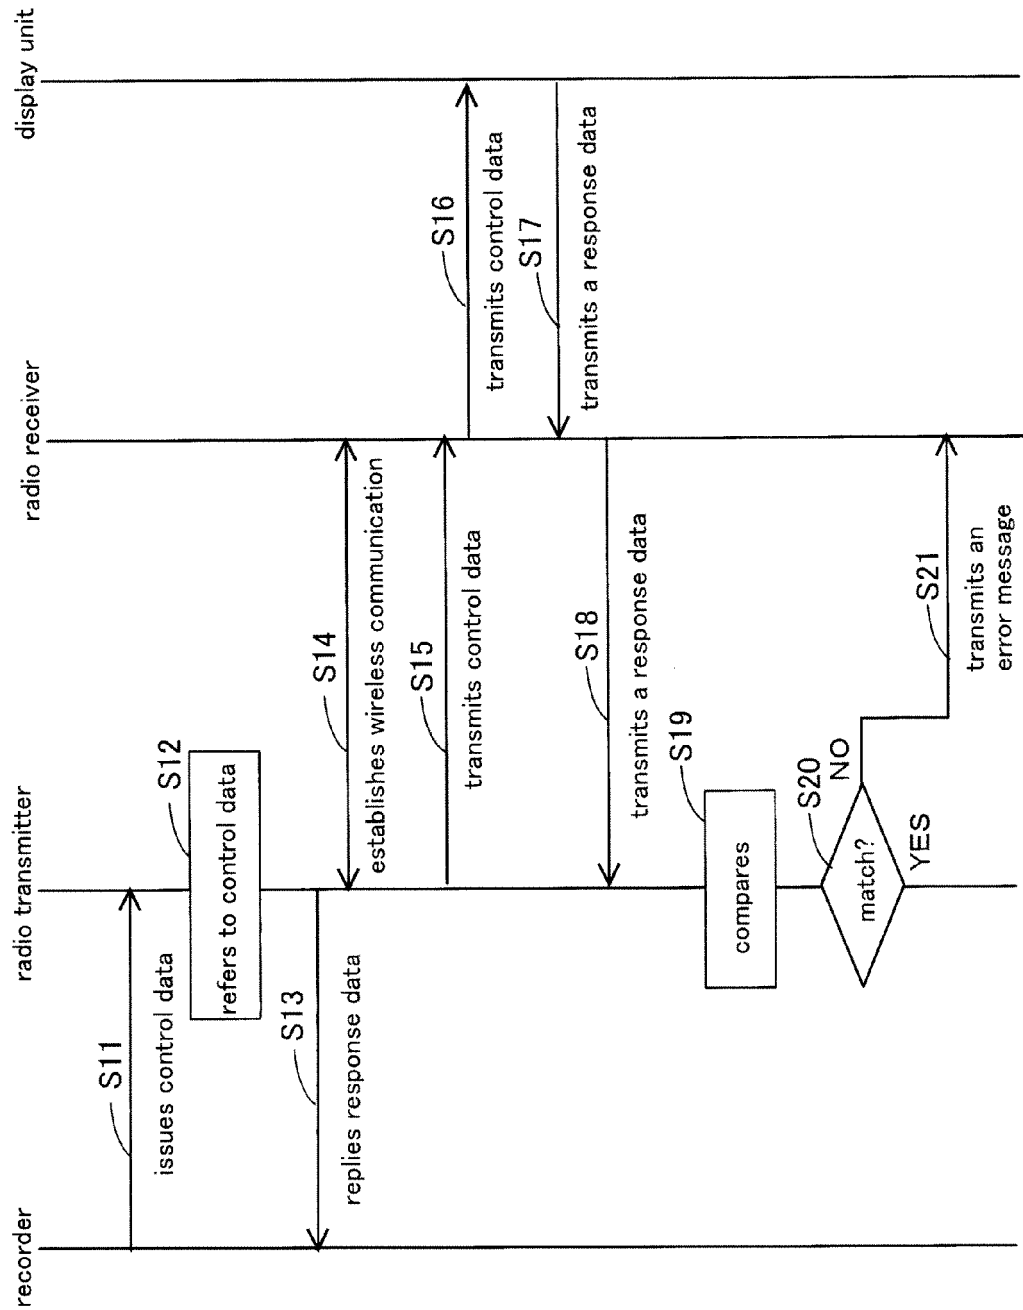 recorder
radio transmitter
radio receiver
display unit
S11
issues control data
S12
refers to control data
S13
replies response data
S14
establishes wireless communication
S15
transmits control data
S16
transmits control data
S17
transmits a response data
S18
transmits a response data
S19
compares
S20
match?
NO
YES
S21
transmits an
error message